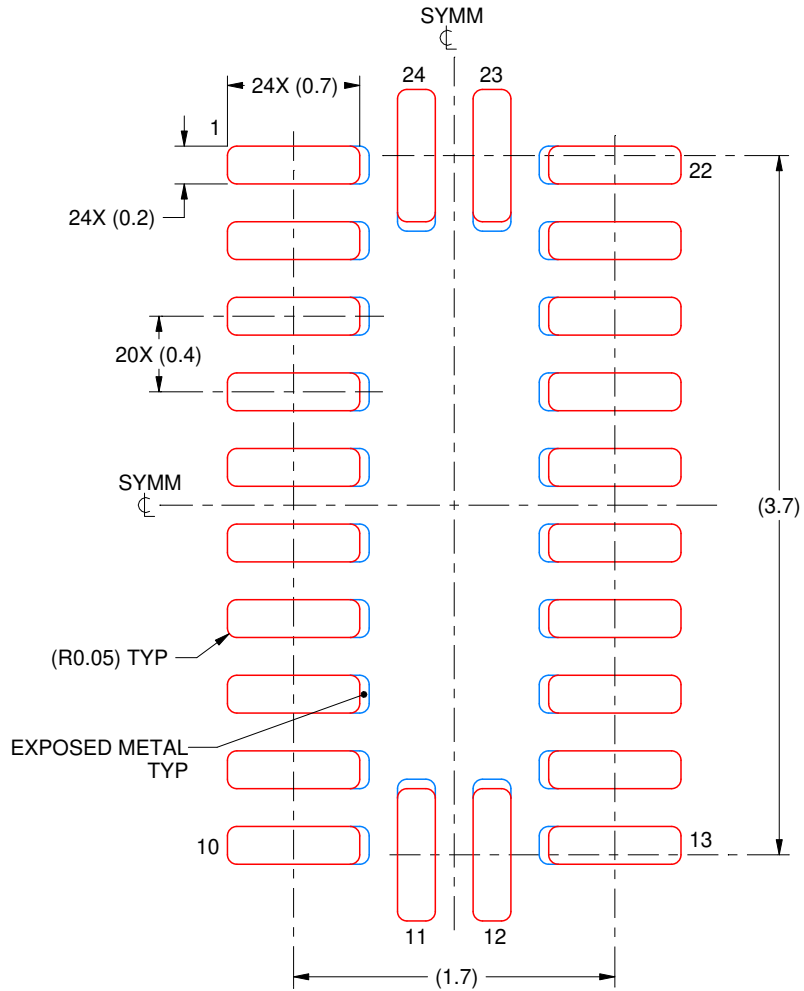 SYMM
℄
24
23
24X (0.7)
1
22
24X (0.2)
20X (0.4)
SYMM
℄
(3.7)
(R0.05) TYP
EXPOSED METAL
TYP
10
13
11
12
(1.7)